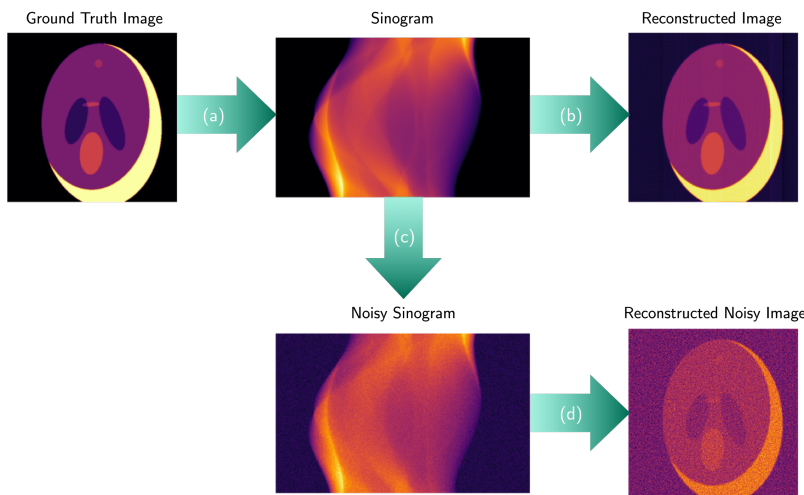 Ground Truth Image
Sinogram
Reconstructed Image
(a)
(b)
(c)
Noisy Sinogram
Reconstructed Noisy Image
(d)